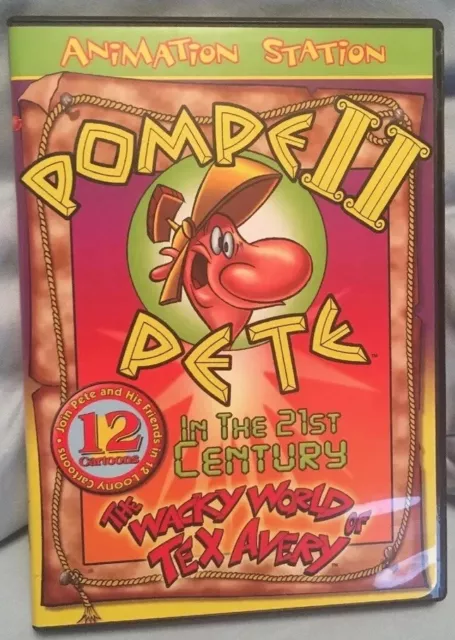 ANIMATION STATION
POMPEII
PETE
IN THE 21ST
CENTURY
THE WACKY WORLD OF
TEX AVERY
Join Pete and His Friends in 12 Loony Cartoons
12
Cartoons